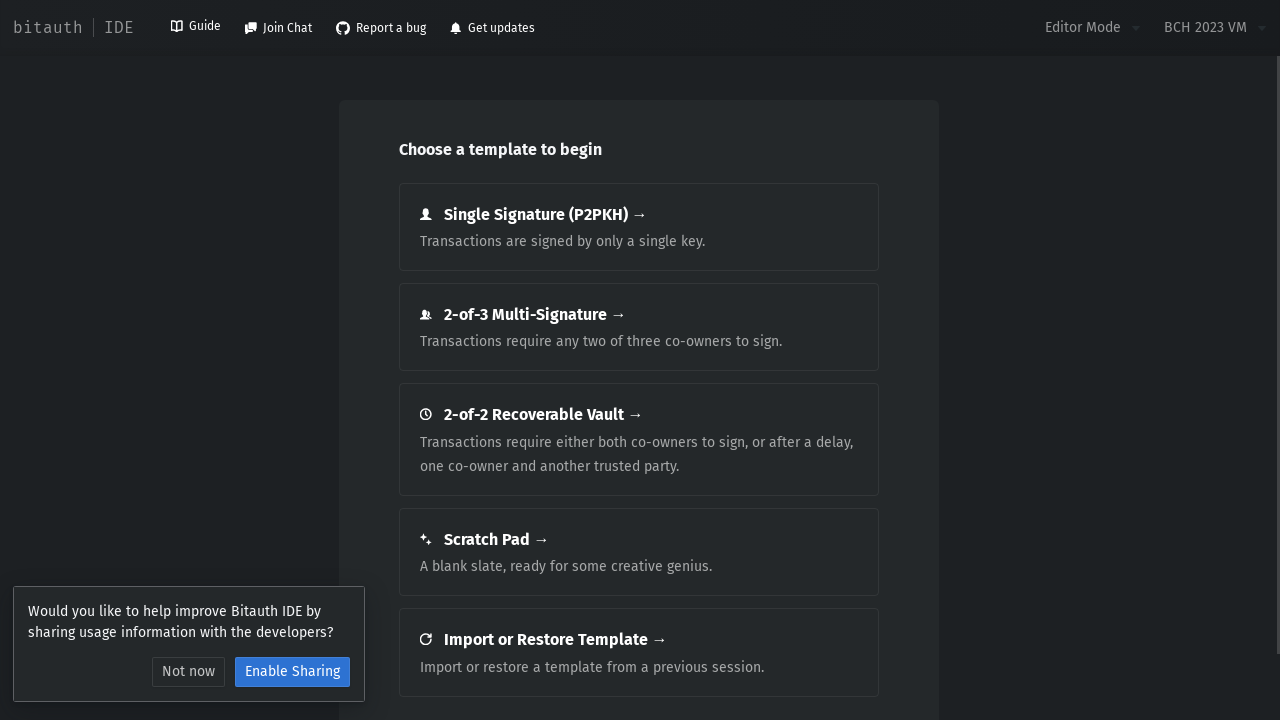 bitauth IDE Guide Join Chat Report a bug Get updates Editor Mode BCH 2023 VM
Choose a template to begin
Single Signature (P2PKH) →
Transactions are signed by only a single key.
2-of-3 Multi-Signature →
Transactions require any two of three co-owners to sign.
2-of-2 Recoverable Vault →
Transactions require either both co-owners to sign, or after a delay,
one co-owner and another trusted party.
Scratch Pad →
A blank slate, ready for some creative genius.
Import or Restore Template →
Import or restore a template from a previous session.
Would you like to help improve Bitauth IDE by
sharing usage information with the developers?
Not now Enable Sharing